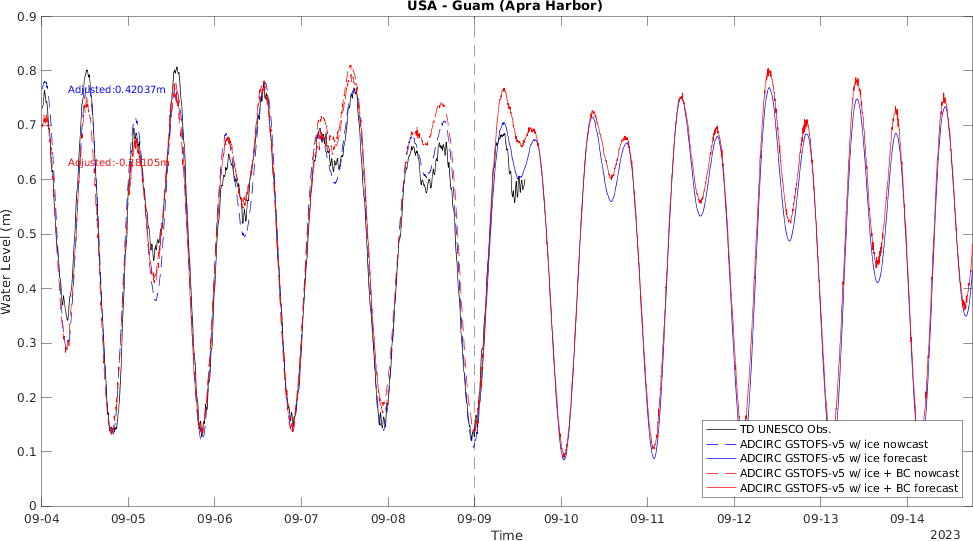 USA - Guam (Apra Harbor)
0.9
0.8
0.7
0.6
0.5
0.4
0.3
0.2
0.1
0
Water Level (m)
Adjusted:0.42037m
TD UNESCO Obs.
ADCIRC GSTOFS-v5 w/ ice nowcast
ADCIRC GSTOFS-v5 w/ ice forecast
ADCIRC GSTOFS-v5 w/ ice + BC nowcast
ADCIRC GSTOFS-v5 w/ ice + BC forecast
09-04 09-05 09-06 09-07 09-08 09-09 09-10 09-11 09-12 09-13 09-14
Time
2023